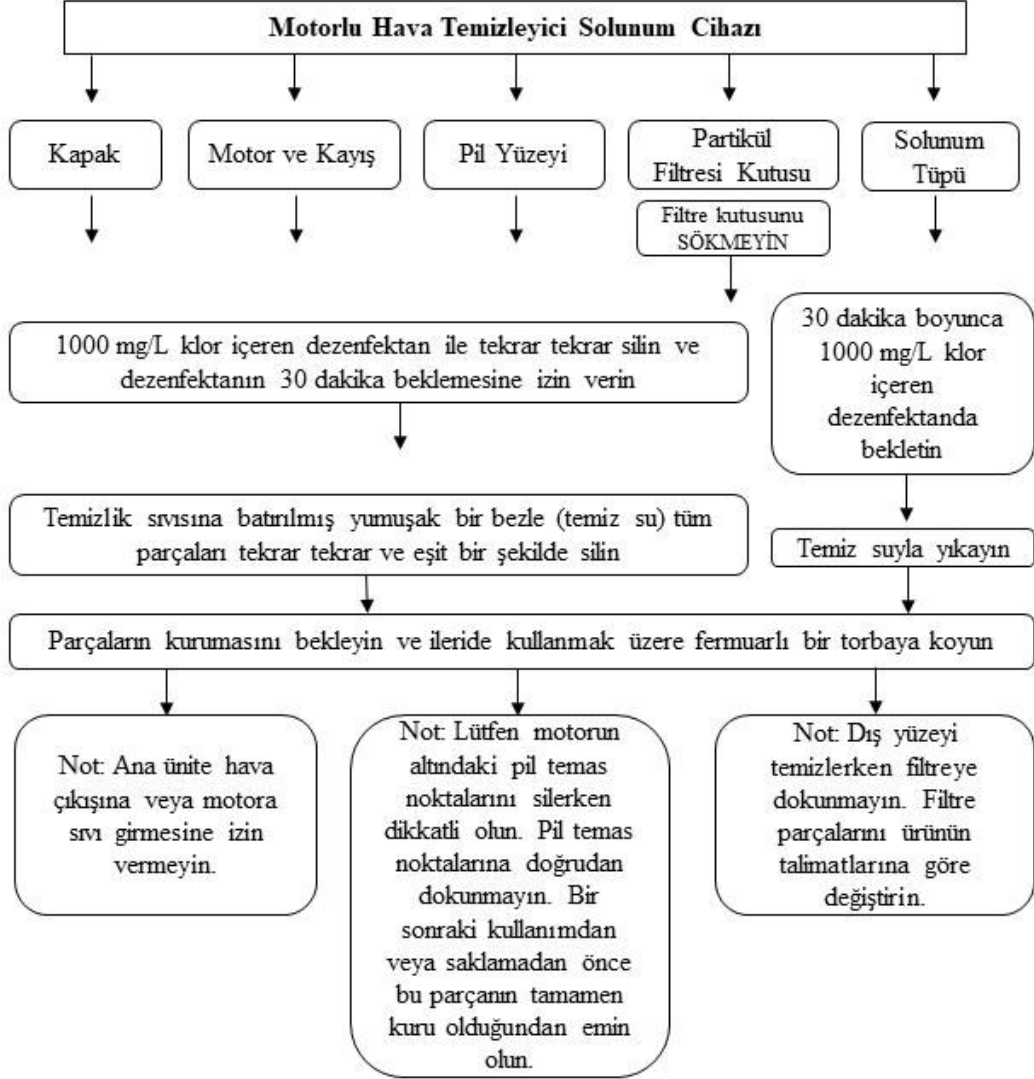 Motorlu Hava Temizleyici Solunum Cihazı
Kapak
Motor ve Kayış
Pil Yüzeyi
Partikül
Filtresi Kutusu
Solunum
Tüpü
Filtre kutusunu
SÖKMEYİN
1000 mg/L klor içeren dezenfektan ile tekrar tekrar silin ve
dezenfektanın 30 dakika beklemesine izin verin
30 dakika boyunca
1000 mg/L klor
içeren
dezenfektanda
bekletin
Temizlik sıvısına batırılmış yumuşak bir bezle (temiz su) tüm
parçaları tekrar tekrar ve eşit bir şekilde silin
Temiz suyla yıkayın
Parçaların kurumasını bekleyin ve ileride kullanmak üzere fermuarlı bir torbaya koyun
Not: Ana ünite hava
çıkışına veya motora
sıvı girmesine izin
vermeyin.
Not: Lütfen motorun
altındaki pil temas
noktalarını silerken
dikkatli olun. Pil temas
noktalarına doğrudan
dokunmayın. Bir
sonraki kullanımdan
veya saklamadan önce
bu parçanın tamamen
kuru olduğundan emin
olun.
Not: Dış yüzeyi
temizlerken filtreye
dokunmayın. Filtre
parçalarını ürünün
talimatlarına göre
değiştirin.